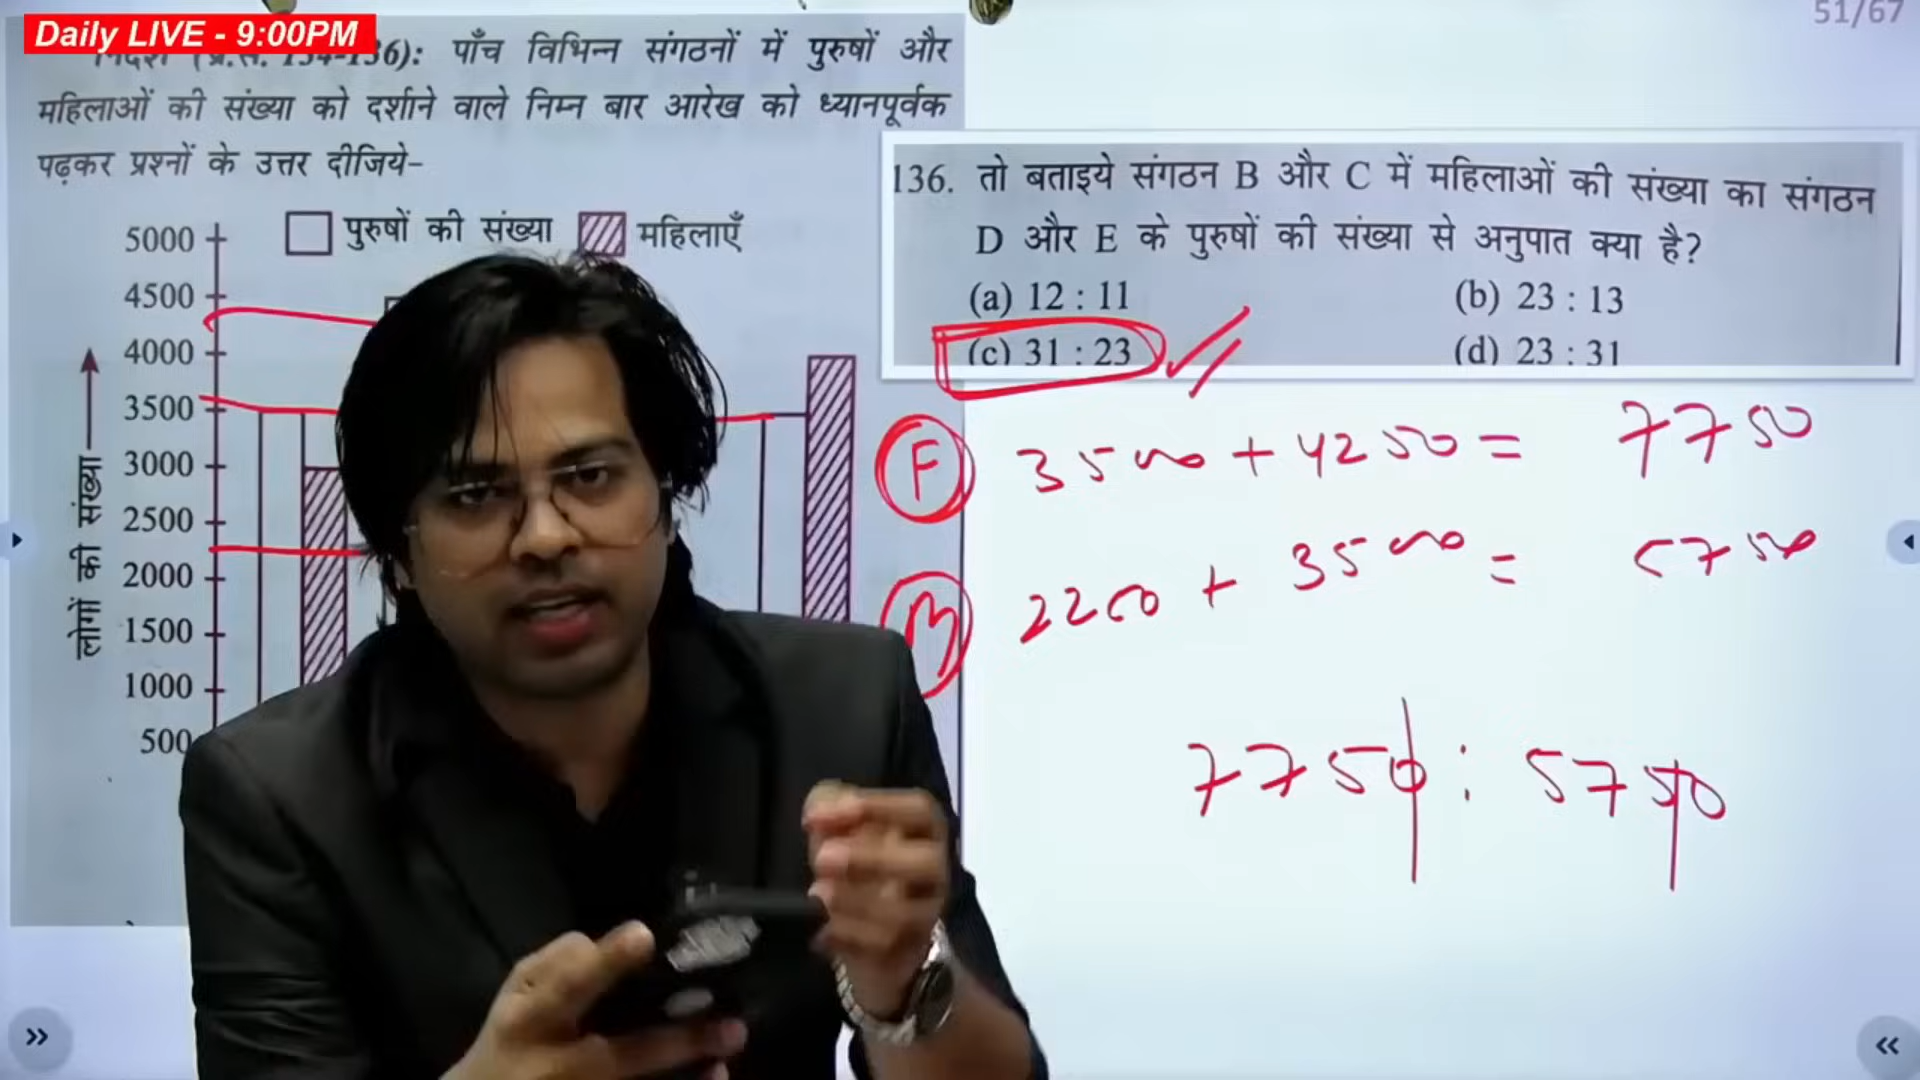 Daily LIVE - 9:00PM
51/67
पाँच विभिन्न संगठनों में पुरुषों और
महिलाओं की संख्या को दर्शाने वाले निम्न बार आरेख को ध्यानपूर्वक
पढ़कर प्रश्नों के उत्तर दीजिये-
पुरुषों की संख्या महिलाएँ
लोगों की संख्या
5000
4500
4000
3500
3000
2500
2000
1500
1000
500
136. तो बताइये संगठन B और C में महिलाओं की संख्या का संगठन
D और E के पुरुषों की संख्या से अनुपात क्या है?
(a) 12 : 11 (b) 23 : 13
(c) 31 : 23 (d) 23 : 31
F 3500 + 4250 = 7750
M 2250 + 3500 = 5750
7750 : 5750